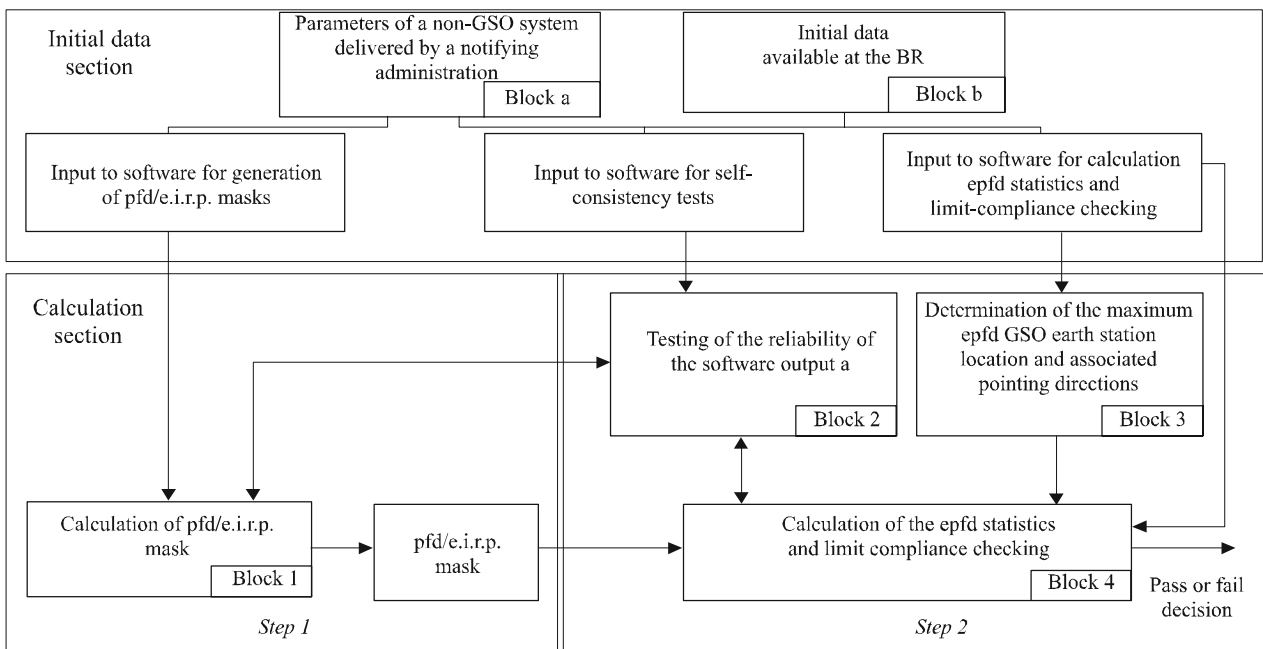 Initial data
section
Parameters of a non-GSO system
delivered by a notifying
administration
Block a
Initial data
available at the BR
Block b
Input to software for generation
of pfd/e.i.r.p. masks
Input to software for self-
consistency tests
Input to software for calculation
epfd statistics and
limit-compliance checking
Calculation
section
Testing of the reliability of
the software output a
Block 2
Determination of the maximum
epfd GSO earth station
location and associated
pointing directions
Block 3
Calculation of pfd/e.i.r.p.
mask
Block 1
pfd/e.i.r.p.
mask
Calculation of the epfd statistics
and limit compliance checking
Block 4
Pass or fail
decision
Step 1
Step 2